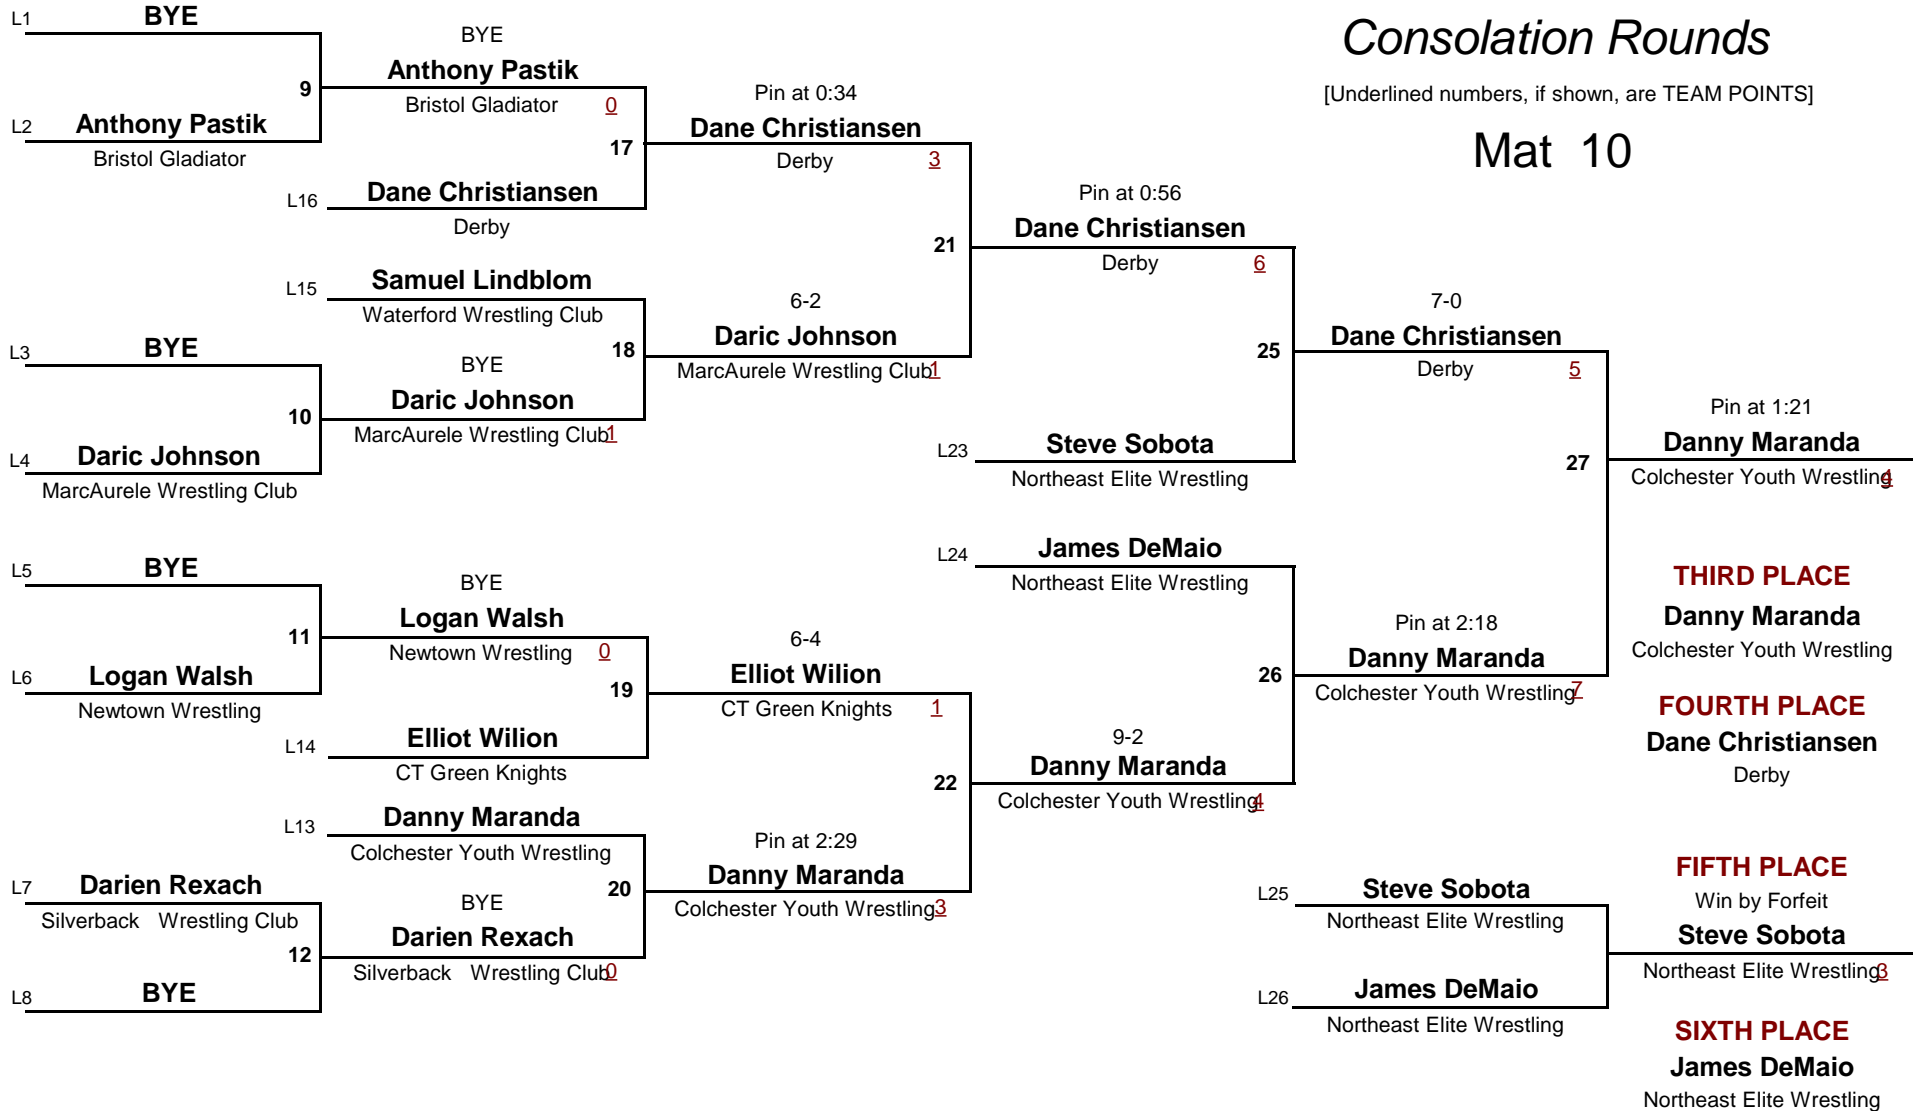 Consolation Rounds
[Underlined numbers, if shown, are TEAM POINTS]
Mat 10
L1 BYE
9
L2 Anthony Pastik
Bristol Gladiator
BYE
Anthony Pastik
Bristol Gladiator 0
17
L16 Dane Christiansen
Derby
Pin at 0:34
Dane Christiansen
Derby 3
L15 Samuel Lindblom
Waterford Wrestling Club
18
L3 BYE
10
L4 Daric Johnson
MarcAurele Wrestling Club
BYE
Daric Johnson
MarcAurele Wrestling Club 1
6-2
Daric Johnson
MarcAurele Wrestling Club 1
21
Pin at 0:56
Dane Christiansen
Derby 6
25
L23 Steve Sobota
Northeast Elite Wrestling
7-0
Dane Christiansen
Derby 5
27
Pin at 1:21
Danny Maranda
Colchester Youth Wrestling 4
L5 BYE
11
L6 Logan Walsh
Newtown Wrestling
BYE
Logan Walsh
Newtown Wrestling 0
19
L14 Elliot Wilion
CT Green Knights
6-4
Elliot Wilion
CT Green Knights 1
L13 Danny Maranda
Colchester Youth Wrestling
20
L7 Darien Rexach
Silverback Wrestling Club
12
L8 BYE
BYE
Darien Rexach
Silverback Wrestling Club 0
Pin at 2:29
Danny Maranda
Colchester Youth Wrestling 3
22
9-2
Danny Maranda
Colchester Youth Wrestling 4
L24 James DeMaio
Northeast Elite Wrestling
26
Pin at 2:18
Danny Maranda
Colchester Youth Wrestling 7
THIRD PLACE
Danny Maranda
Colchester Youth Wrestling
FOURTH PLACE
Dane Christiansen
Derby
L25 Steve Sobota
Northeast Elite Wrestling
L26 James DeMaio
Northeast Elite Wrestling
FIFTH PLACE
Win by Forfeit
Steve Sobota
Northeast Elite Wrestling 3
SIXTH PLACE
James DeMaio
Northeast Elite Wrestling